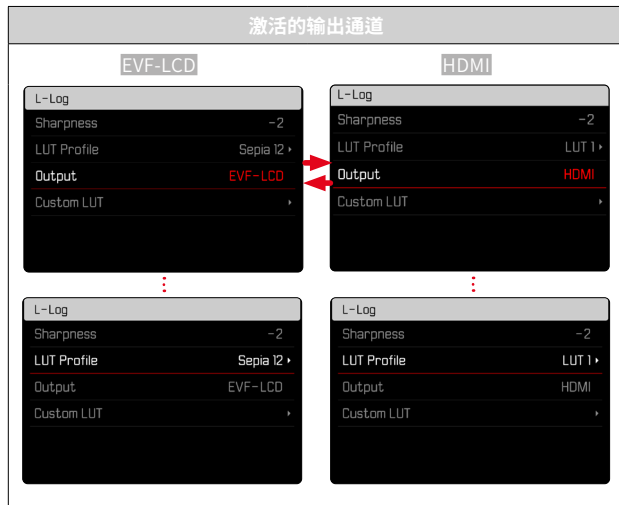 激活的输出通道
EVF-LCD
L-Log
Sharpness -2
LUT Profile Sepia 12
Output EVF-LCD
Custom LUT
HDMI
L-Log
Sharpness -2
LUT Profile LUT 1
Output HDMI
Custom LUT
L-Log
Sharpness -2
LUT Profile Sepia 12
Output EVF-LCD
Custom LUT
L-Log
Sharpness -2
LUT Profile LUT 1
Output HDMI
Custom LUT